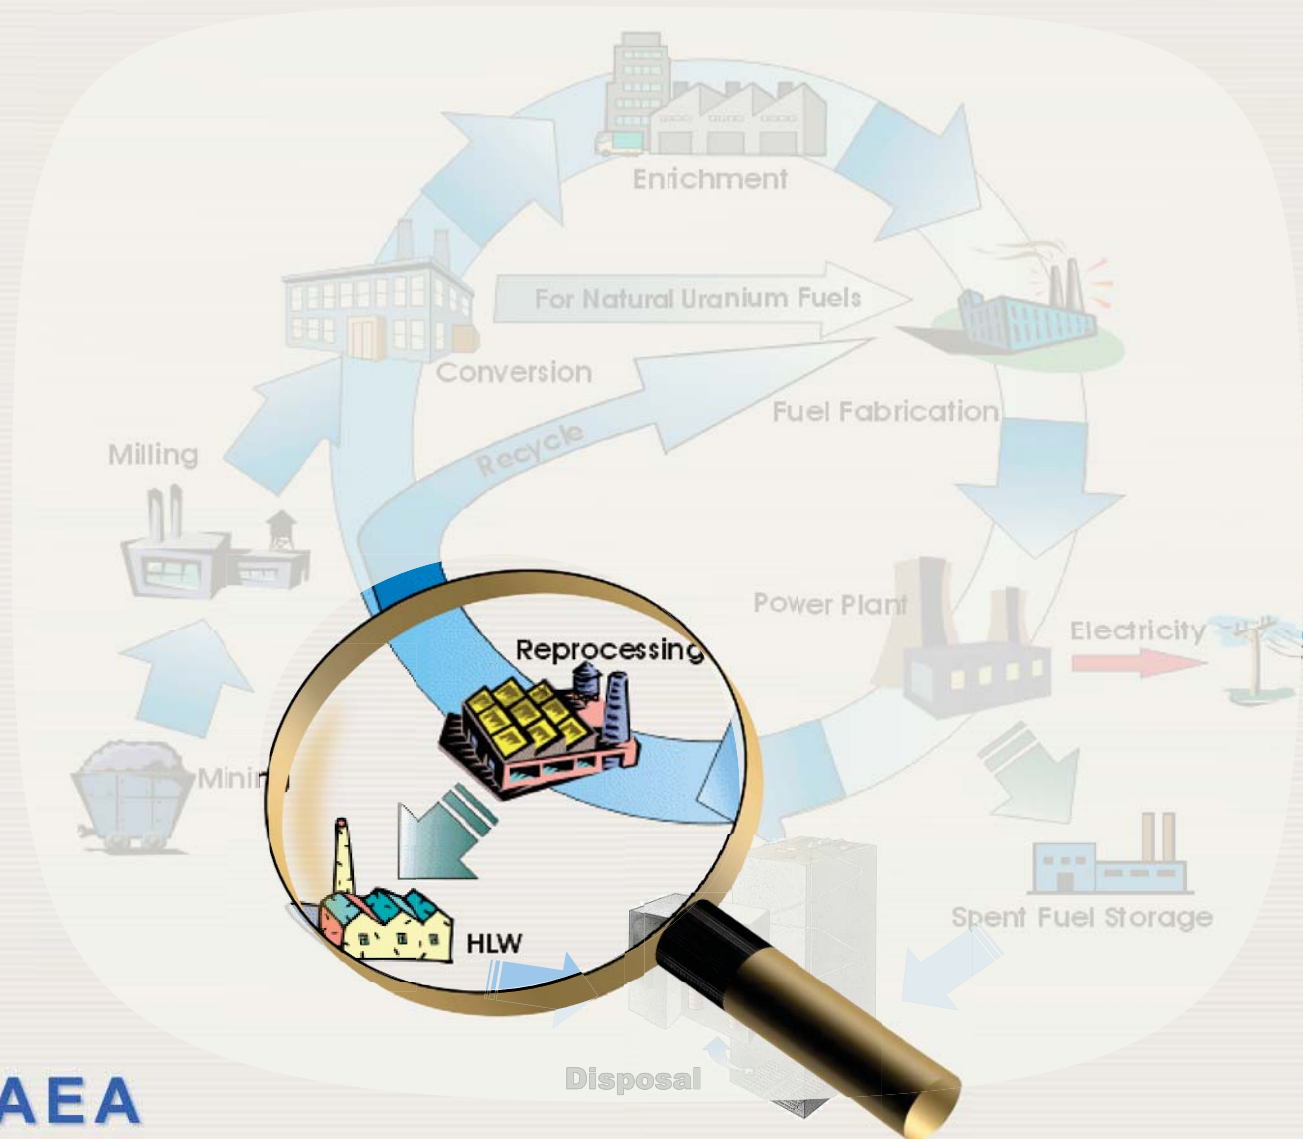 Enrichment
For Natural Uranium Fuels
Conversion
Fuel Fabrication
Recycle
Milling
Power Plant
Electricity
Reprocessing
Mining
Spent Fuel Storage
HLW
Disposal
AEA